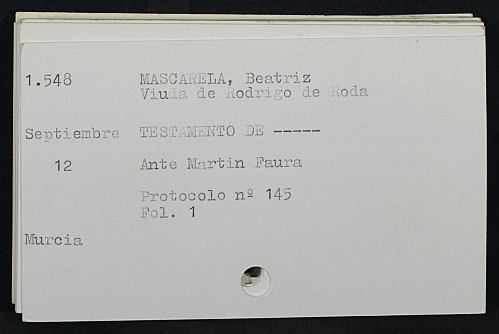 1.548 MASCARELA, Beatriz
Viuda de Rodrigo de Roda
Septiembre TESTAMENTO DE -----
12 Ante Martin Faura
Protocolo nº 145
Fol. 1
Murcia